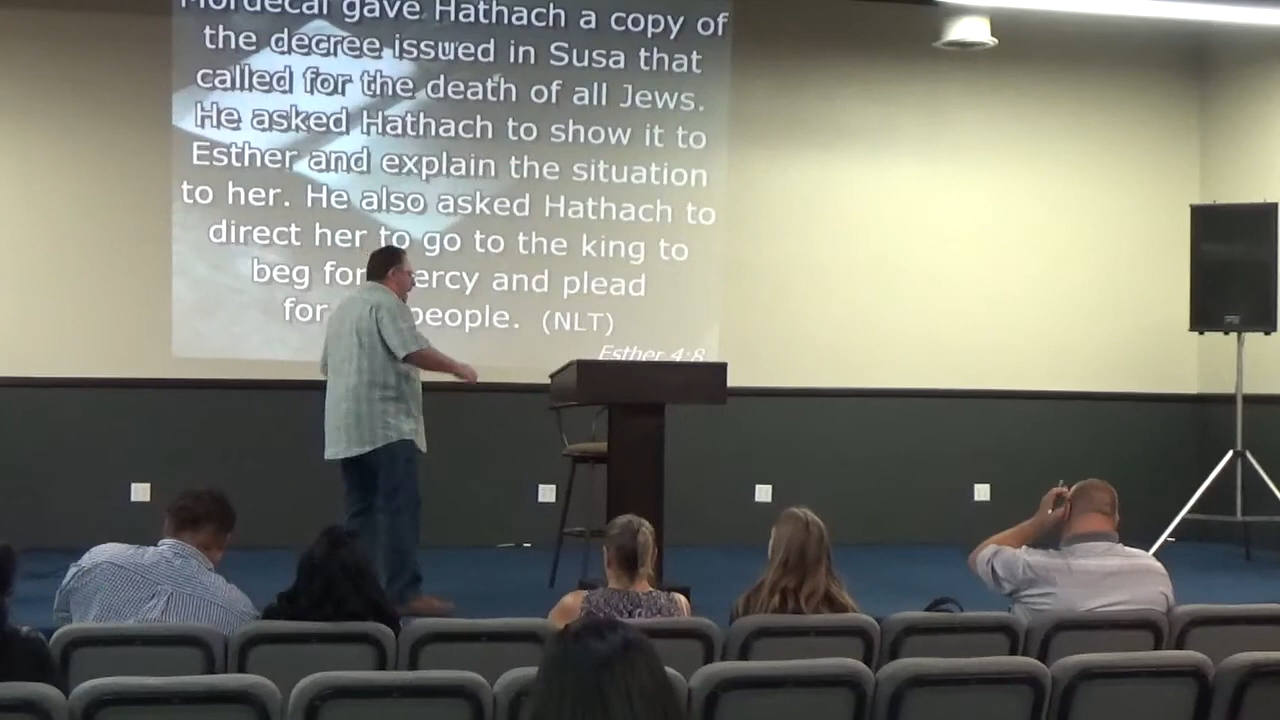 Mordecai gave Hathach a copy of
the decree issued in Susa that
called for the death of all Jews.
He asked Hathach to show it to
Esther and explain the situation
to her. He also asked Hathach to
direct her to go to the king to
beg for ercy and plead
for people. (NLT)
Esther 4:8